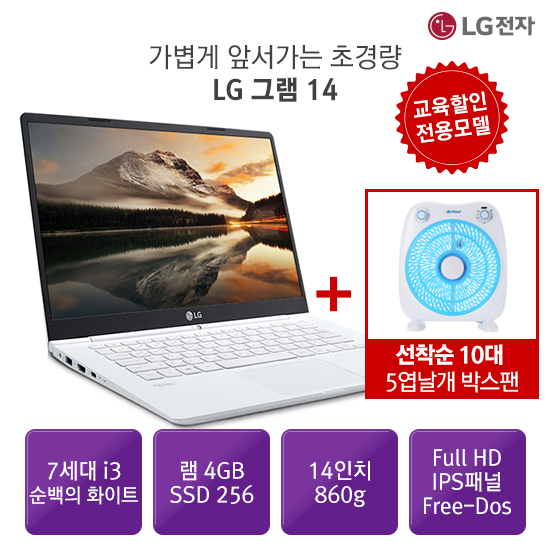 LG전자
가볍게 앞서가는 초경량
LG 그램 14
교육할인
전용모델
LG
+
선착순 10대
5엽날개 박스팬
7세대 i3
순백의 화이트
램 4GB
SSD 256
14인치
860g
Full HD
IPS패널
Free-Dos